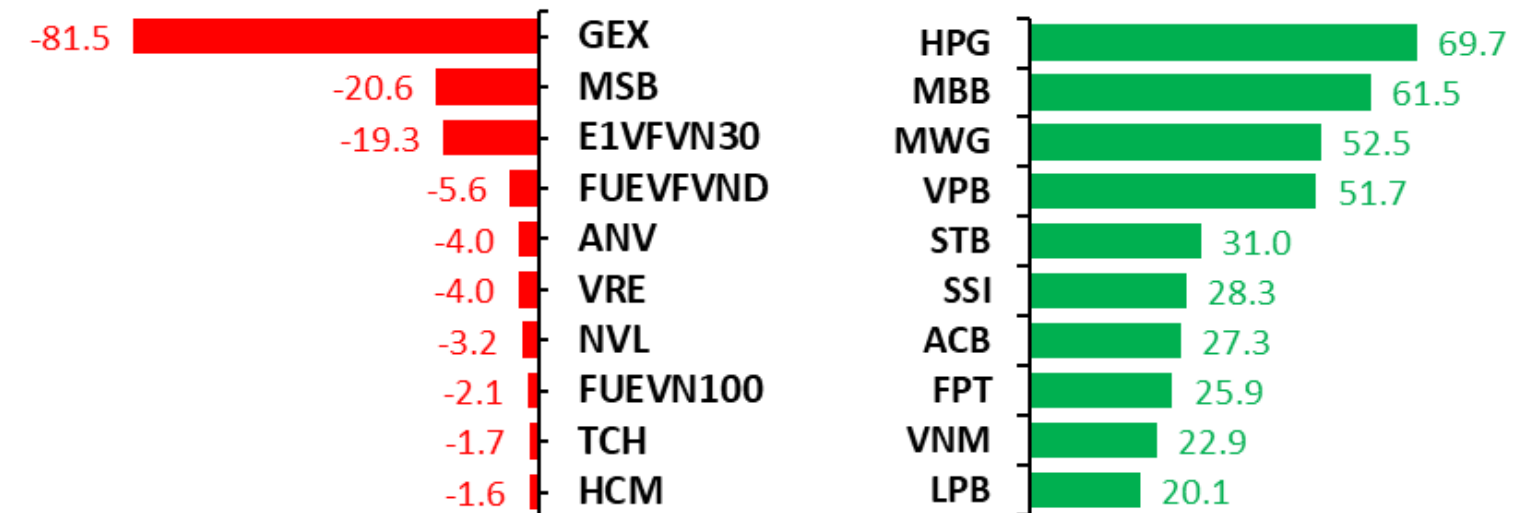 -81.5 GEX HPG 69.7
-20.6 MSB MBB 61.5
-19.3 E1VFVN30 MWG 52.5
-5.6 FUEVFVND VPB 51.7
-4.0 ANV STB 31.0
-4.0 VRE SSI 28.3
-3.2 NVL ACB 27.3
-2.1 FUEVN100 FPT 25.9
-1.7 TCH VNM 22.9
-1.6 HCM LPB 20.1